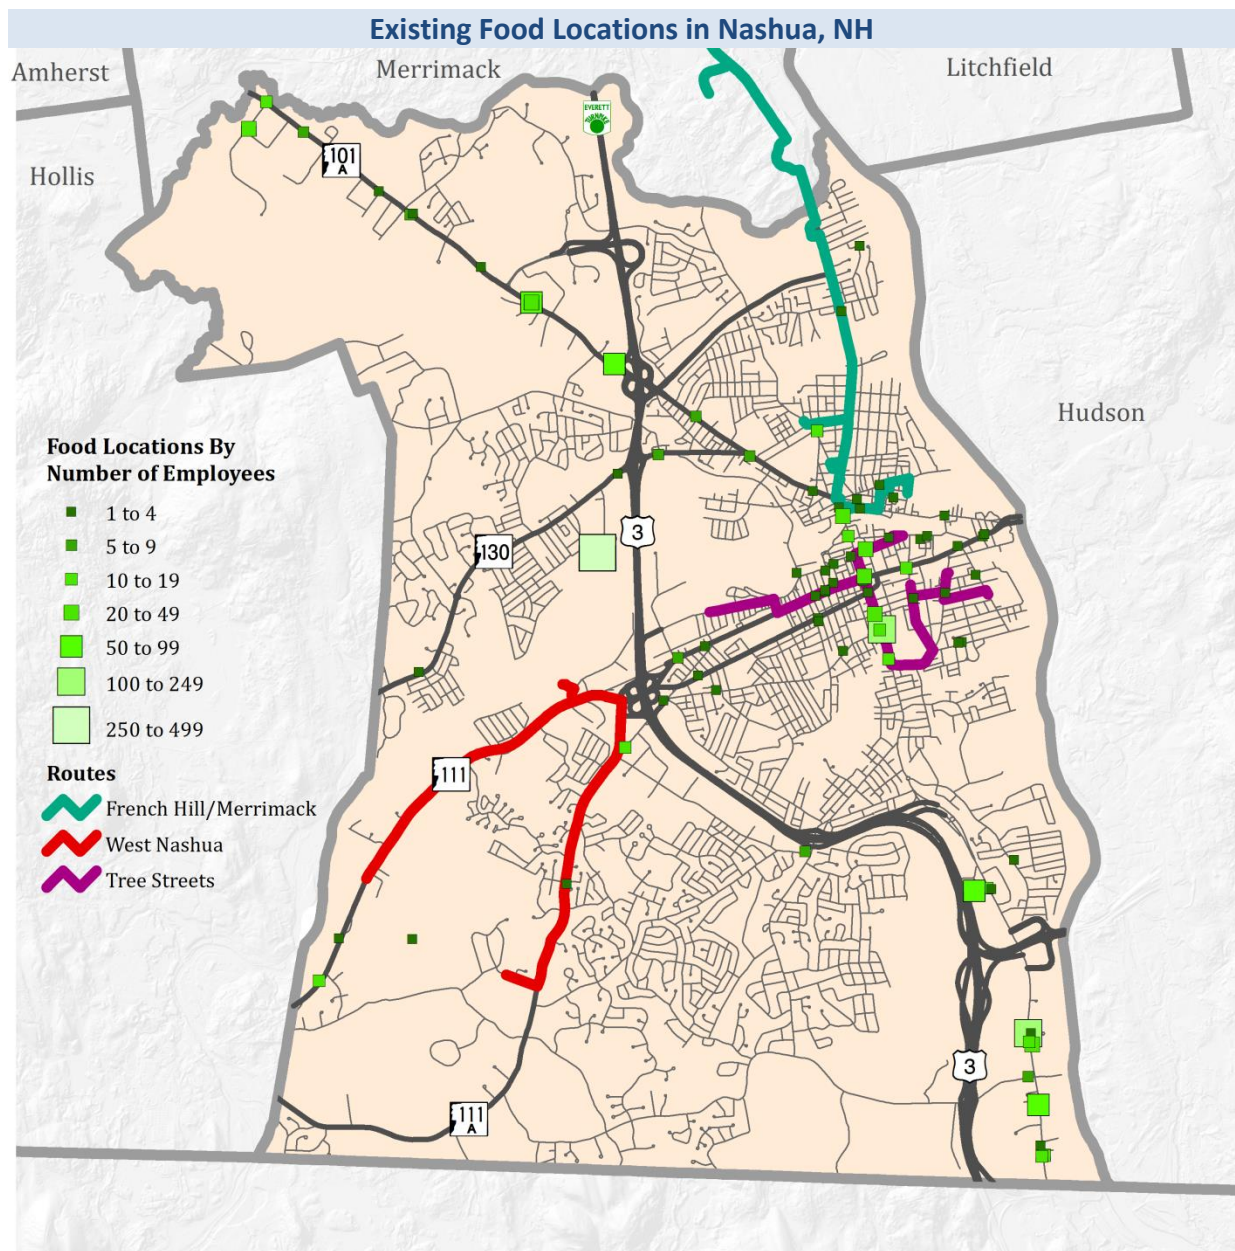 Existing Food Locations in Nashua, NH
Amherst
Merrimack
Litchfield
EVERETT
TURNPIKE
101
A
Hollis
Hudson
Food Locations By
Number of Employees
1 to 4
5 to 9
10 to 19
20 to 49
50 to 99
100 to 249
250 to 499
3
130
Routes
French Hill/Merrimack
West Nashua
Tree Streets
111
3
111
A